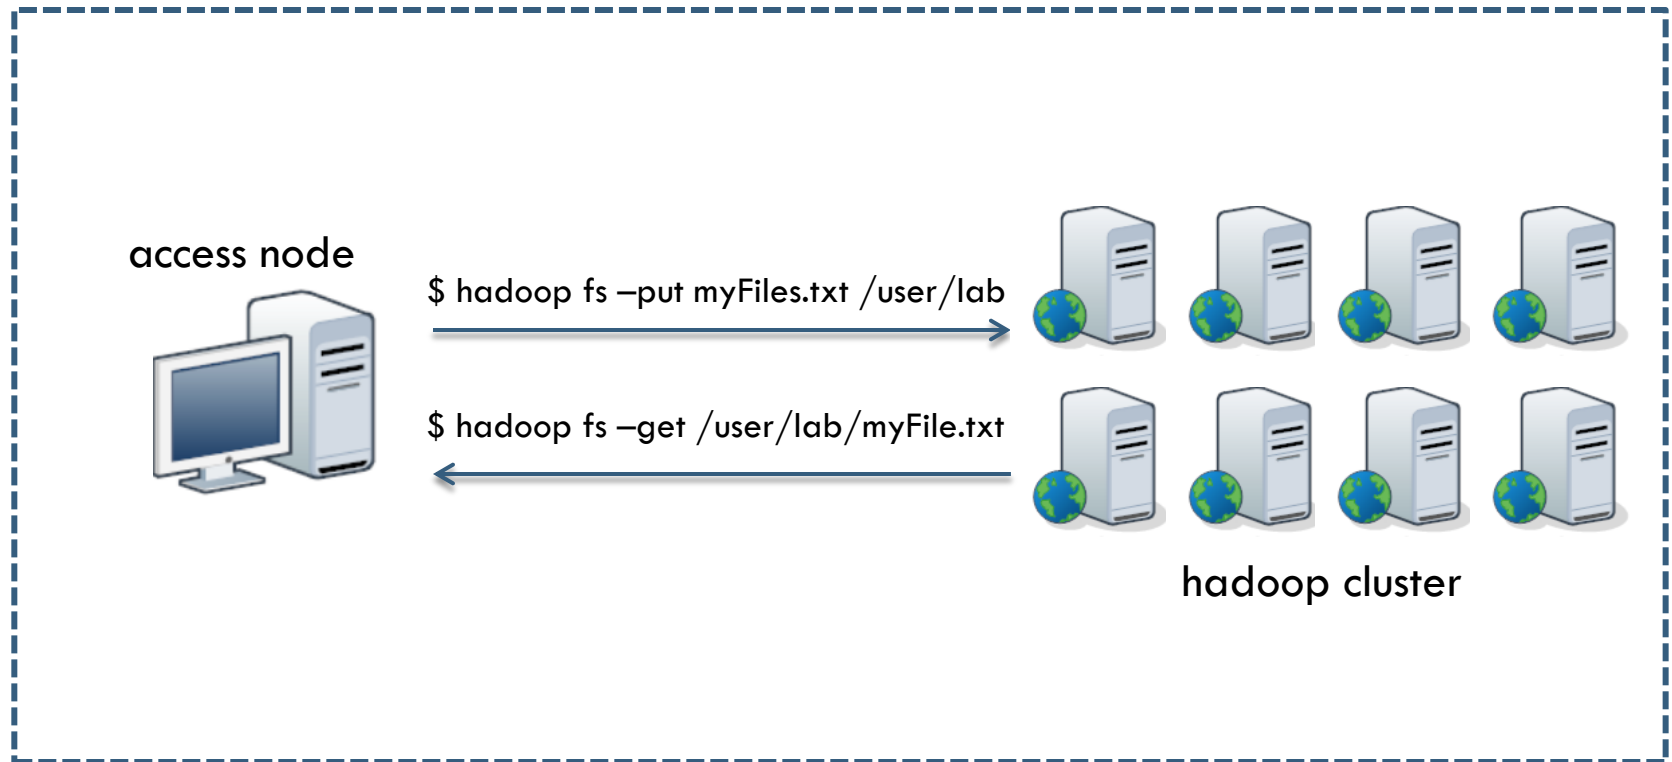 access node
$ hadoop fs –put myFiles.txt /user/lab
$ hadoop fs –get /user/lab/myFile.txt
hadoop cluster